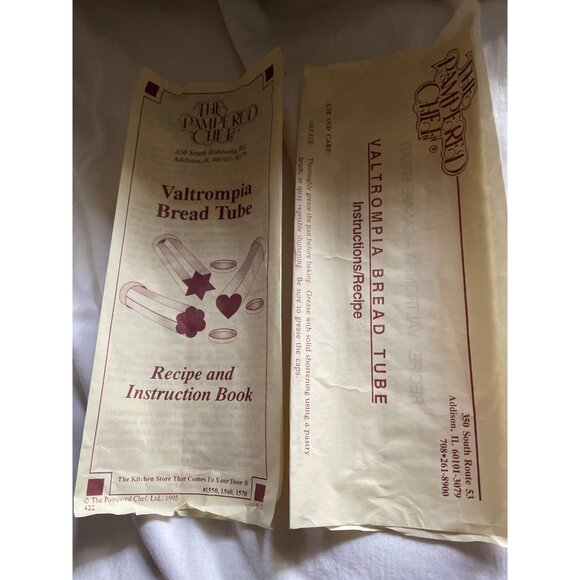 THE
PAMPERED
CHEF®
350 South Rohlwing Rd.
Addison, IL 60101-3079
Valtrompia
Bread Tube
Recipe and
Instruction Book
The Kitchen Store That Comes To Your Door®
#1550, 1560, 1570
© The Pampered Chef, Ltd., 1995
422
THE
PAMPERED
CHEF®
350 South Route 53
Addison, IL 60101-3079
708•261-8900
VALTROMPIA BREAD TUBE
Instructions/Recipe
USE AND CARE:
GREASE: Thoroughly grease the pan before baking. Grease with solid shortening using a pastry
brush, or spray vegetable shortening. Be sure to grease the caps.